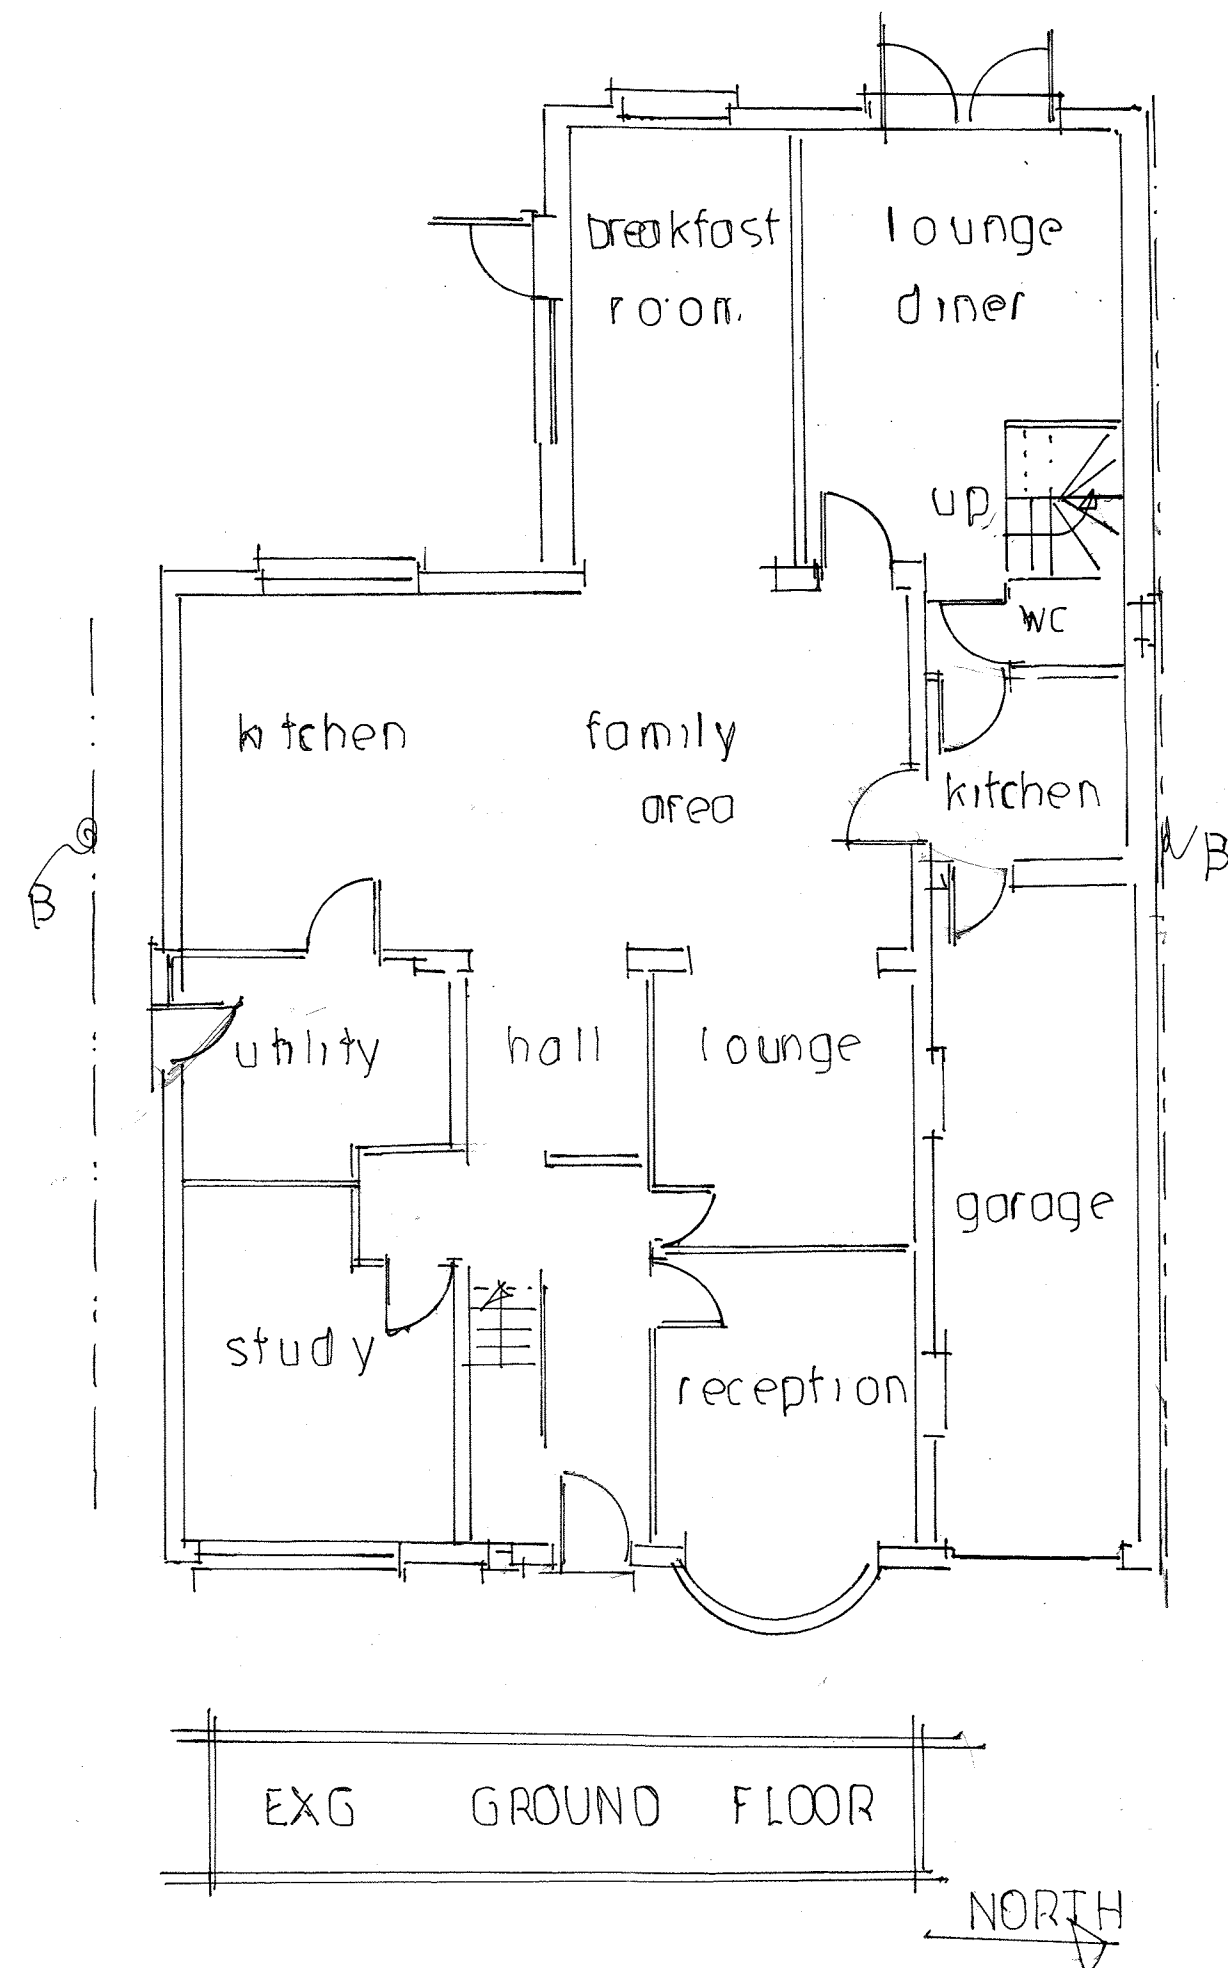 breakfast
room.
lounge
diner
up
WC
kitchen
family
area
kitchen
B
B
utility
hall
lounge
garage
study
reception
EXG GROUND FLOOR
NORTH